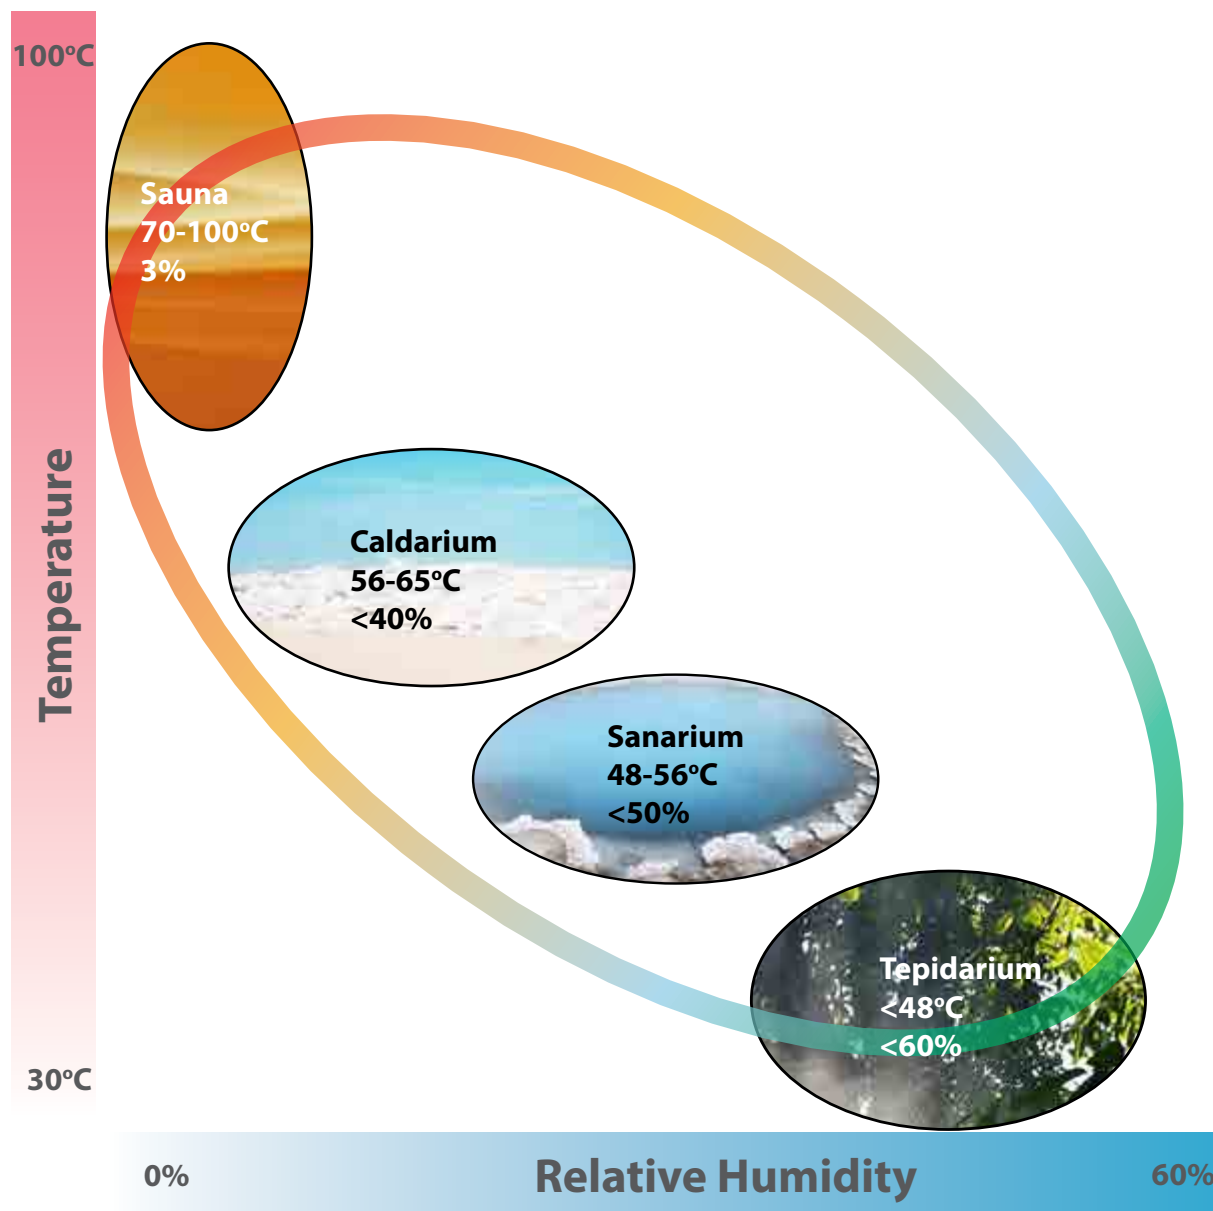 100ºC
Sauna
70-100ºC
3%
Caldarium
56-65ºC
<40%
Temperature
Sanarium
48-56ºC
<50%
Tepidarium
<48ºC
<60%
30ºC
0%
Relative Humidity
60%